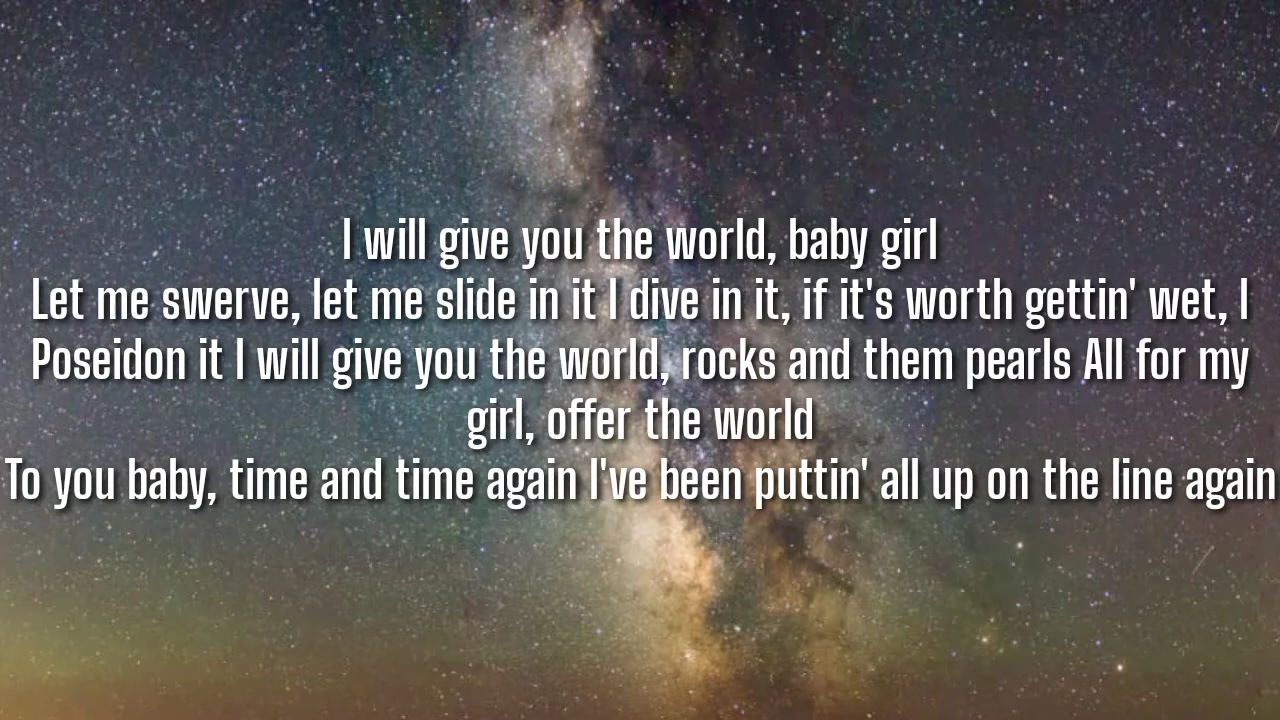 I will give you the world, baby girl
Let me swerve, let me slide in it I dive in it, if it's worth gettin' wet, I
Poseidon it I will give you the world, rocks and them pearls All for my
girl, offer the world
To you baby, time and time again I've been puttin' all up on the line again